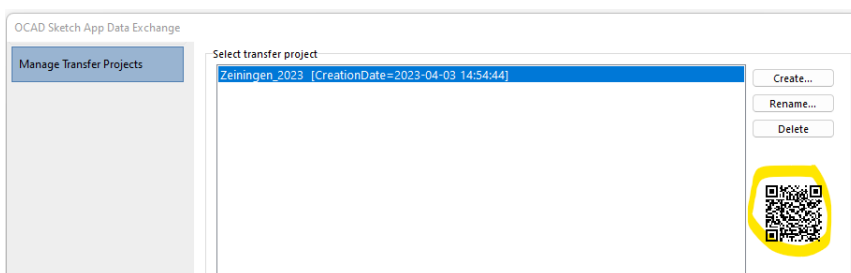 OCAD Sketch App Data Exchange
Manage Transfer Projects
Select transfer project
Zeiningen_2023 [CreationDate=2023-04-03 14:54:44]
Create...
Rename...
Delete